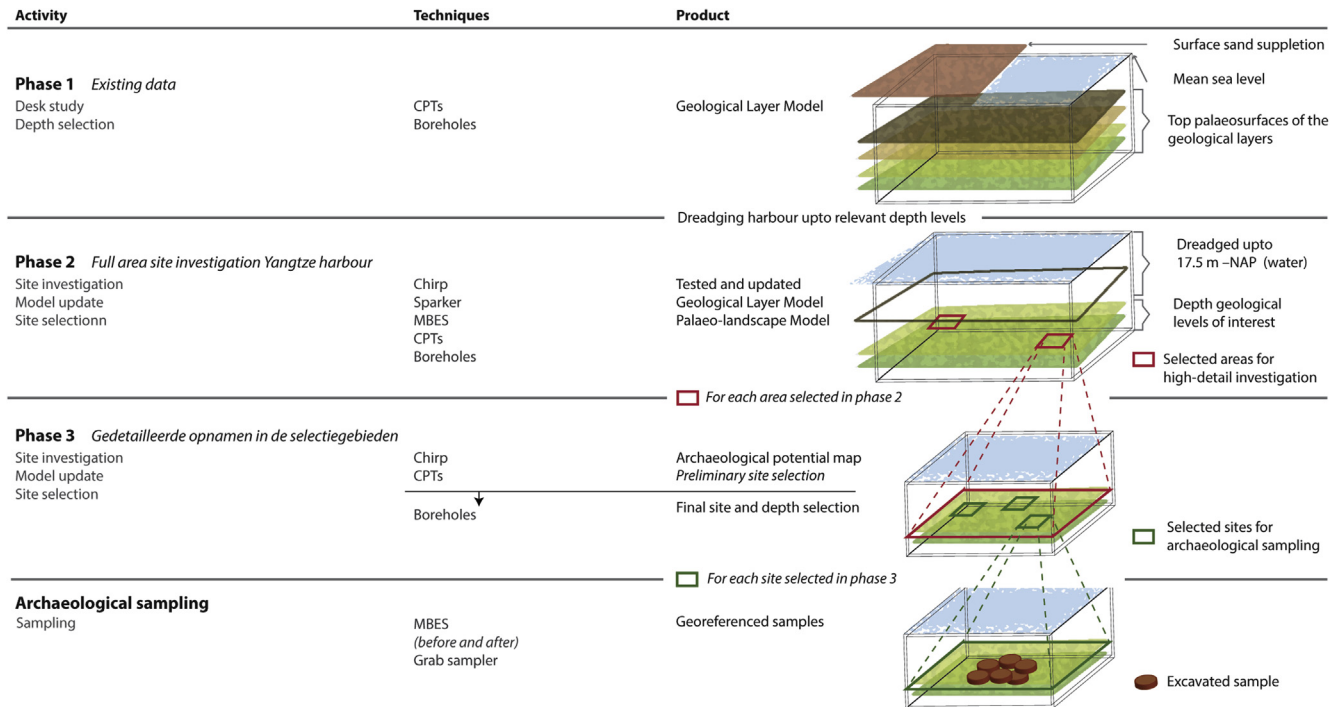 Activity Techniques Product
Surface sand suppletion
Phase 1 Existing data
Mean sea level
Desk study CPTs Geological Layer Model
Depth selection Boreholes
Top palaeosurfaces of the
geological layers
Dreadging harbour upto relevant depth levels
Dreadged upto
17.5 m –NAP (water)
Phase 2 Full area site investigation Yangtze harbour
Site investigation Chirp Tested and updated
Model update Sparker Geological Layer Model
Site selectionn MBES Palaeo-landscape Model
CPTs
Boreholes
Depth geological
levels of interest
Selected areas for
high-detail investigation
For each area selected in phase 2
Phase 3 Gedetailleerde opnamen in de selectiegebieden
Site investigation Chirp Archaeological potential map
Model update CPTs Preliminary site selection
Site selection
Boreholes Final site and depth selection
Selected sites for
archaeological sampling
For each site selected in phase 3
Archaeological sampling
Sampling MBES Georeferenced samples
(before and after)
Grab sampler
Excavated sample